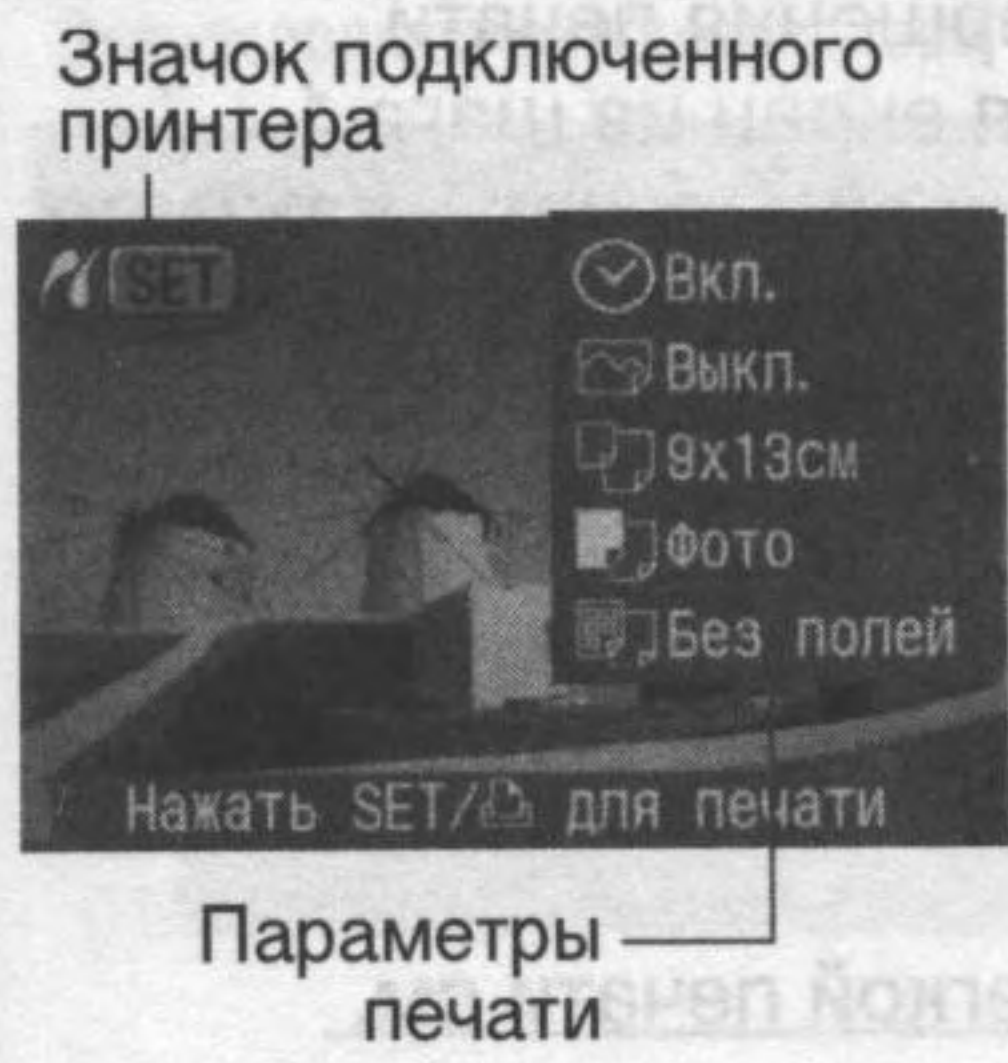 Значок подключенного
принтера
SET
Вкл.
Выкл.
9x13см
Фото
Без полей
Нажать SET/ для печати
Параметры
печати